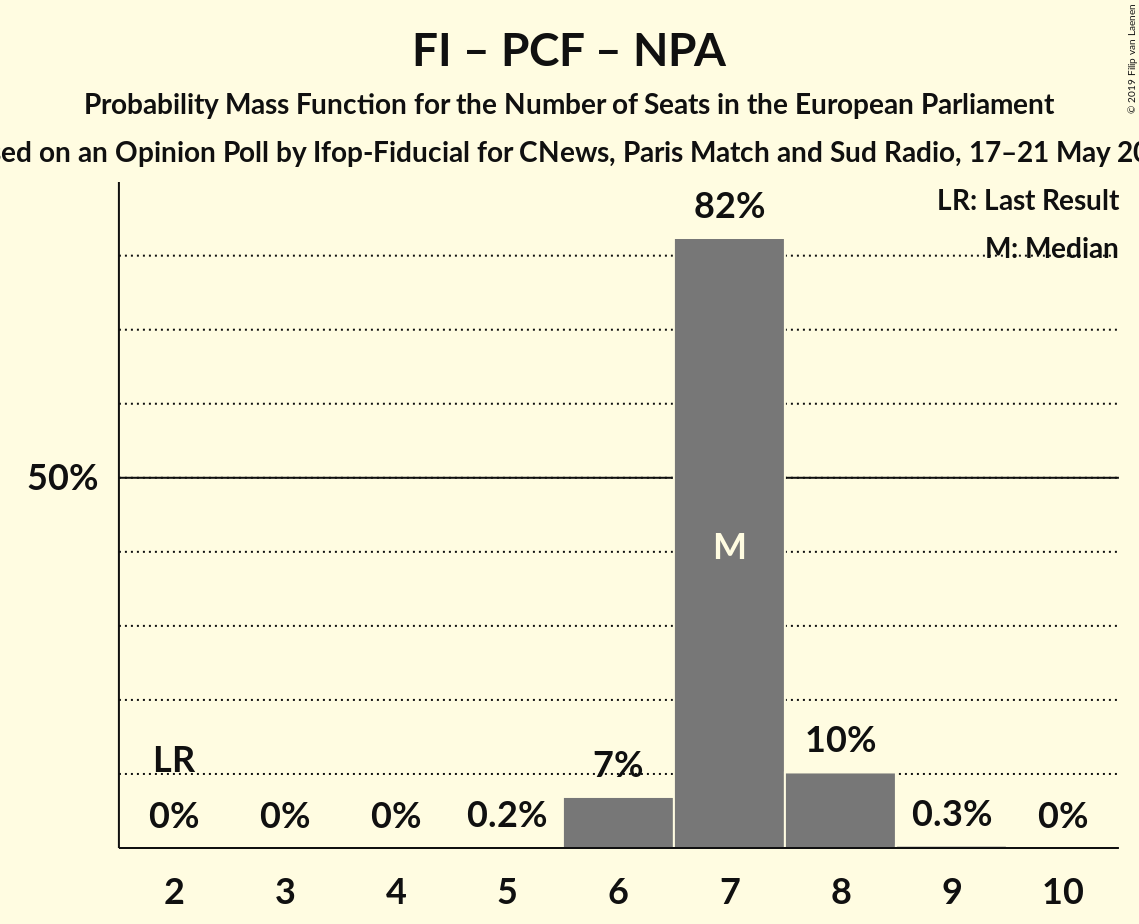 FI – PCF – NPA
Probability Mass Function for the Number of Seats in the European Parliament
on an Opinion Poll by Ifop-Fiducial for CNews, Paris Match and Sud Radio, 17–21 May
© 2019 Filip van Laenen
LR: Last Result
M: Median
82%
50%
M
LR
0%
0%
0%
0.2%
7%
10%
0.3%
0%
2 3 4 5 6 7 8 9 10